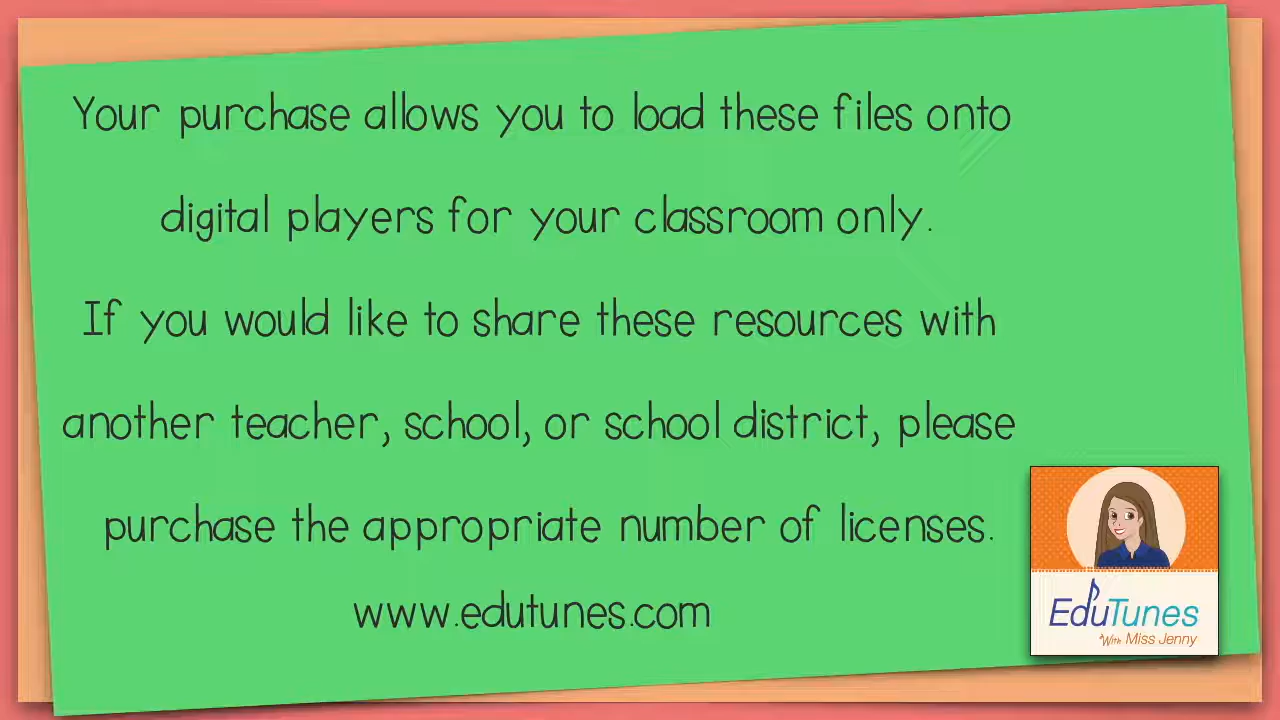 Your purchase allows you to load these files onto
digital players for your classroom only.
If you would like to share these resources with
another teacher, school, or school district, please
purchase the appropriate number of licenses.
www.edutunes.com
EduTunes
With Miss Jenny